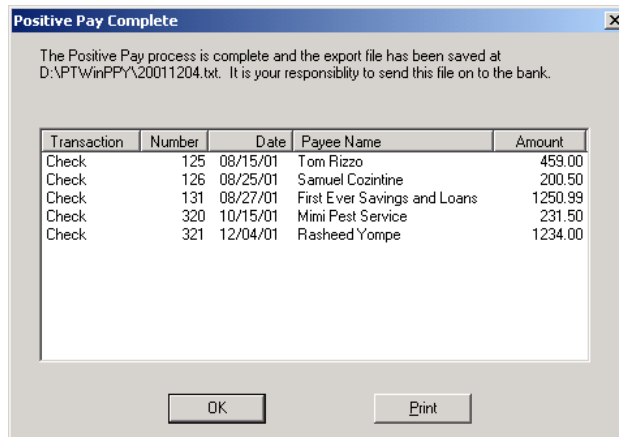 Positive Pay Complete
The Positive Pay process is complete and the export file has been saved at
D:\PTWinPPY\20011204.txt. It is your responsiblity to send this file on to the bank.
Transaction Number Date Payee Name Amount
Check 125 08/15/01 Tom Rizzo 459.00
Check 126 08/25/01 Samuel Cozintine 200.50
Check 131 08/27/01 First Ever Savings and Loans 1250.99
Check 320 10/15/01 Mimi Pest Service 231.50
Check 321 12/04/01 Rasheed Yompe 1234.00
OK Print